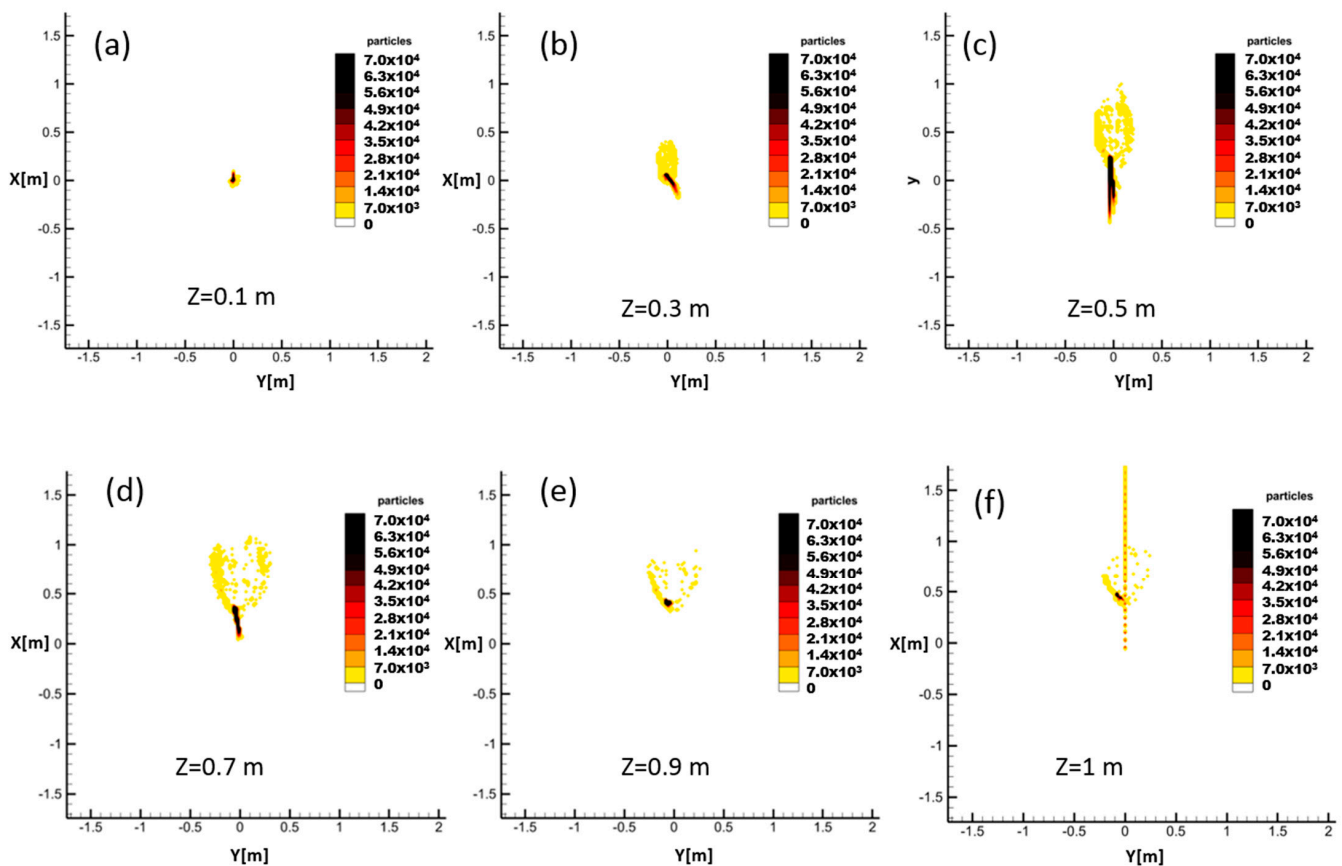 (a)
particles
7.0x10⁴
6.3x10⁴
5.6x10⁴
4.9x10⁴
4.2x10⁴
3.5x10⁴
2.8x10⁴
2.1x10⁴
1.4x10⁴
7.0x10³
0
1.5
1
0.5
X[m] 0
-0.5
-1
-1.5
Z=0.1 m
-1.5 -1 -0.5 0 0.5 1 1.5 2
Y[m]
(b)
particles
7.0x10⁴
6.3x10⁴
5.6x10⁴
4.9x10⁴
4.2x10⁴
3.5x10⁴
2.8x10⁴
2.1x10⁴
1.4x10⁴
7.0x10³
0
1.5
1
0.5
X[m] 0
-0.5
-1
-1.5
Z=0.3 m
-1.5 -1 -0.5 0 0.5 1 1.5 2
Y[m]
(c)
particles
7.0x10⁴
6.3x10⁴
5.6x10⁴
4.9x10⁴
4.2x10⁴
3.5x10⁴
2.8x10⁴
2.1x10⁴
1.4x10⁴
7.0x10³
0
1.5
1
0.5
y 0
-0.5
-1
-1.5
Z=0.5 m
-1.5 -1 -0.5 0 0.5 1 1.5 2
Y[m]
(d)
particles
7.0x10⁴
6.3x10⁴
5.6x10⁴
4.9x10⁴
4.2x10⁴
3.5x10⁴
2.8x10⁴
2.1x10⁴
1.4x10⁴
7.0x10³
0
1.5
1
0.5
X[m] 0
-0.5
-1
-1.5
Z=0.7 m
-1.5 -1 -0.5 0 0.5 1 1.5 2
Y[m]
(e)
particles
7.0x10⁴
6.3x10⁴
5.6x10⁴
4.9x10⁴
4.2x10⁴
3.5x10⁴
2.8x10⁴
2.1x10⁴
1.4x10⁴
7.0x10³
0
1.5
1
0.5
X[m] 0
-0.5
-1
-1.5
Z=0.9 m
-1.5 -1 -0.5 0 0.5 1 1.5 2
Y[m]
(f)
particles
7.0x10⁴
6.3x10⁴
5.6x10⁴
4.9x10⁴
4.2x10⁴
3.5x10⁴
2.8x10⁴
2.1x10⁴
1.4x10⁴
7.0x10³
0
1.5
1
0.5
X[m] 0
-0.5
-1
-1.5
Z=1 m
-1.5 -1 -0.5 0 0.5 1 1.5 2
Y[m]